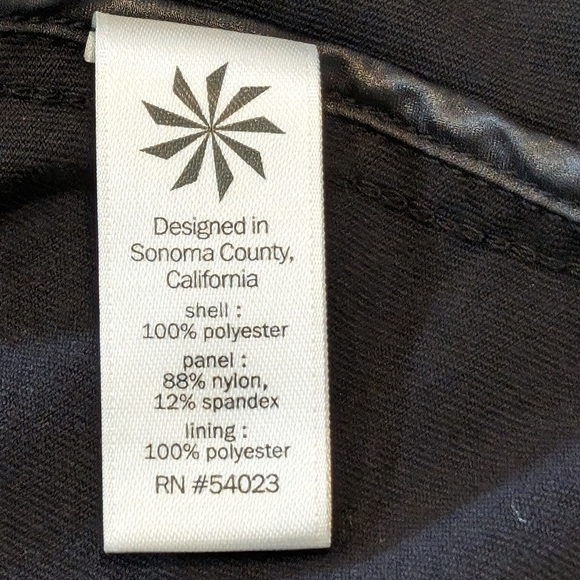 Designed in
Sonoma County,
California
shell :
100% polyester
panel :
88% nylon,
12% spandex
lining :
100% polyester
RN #54023